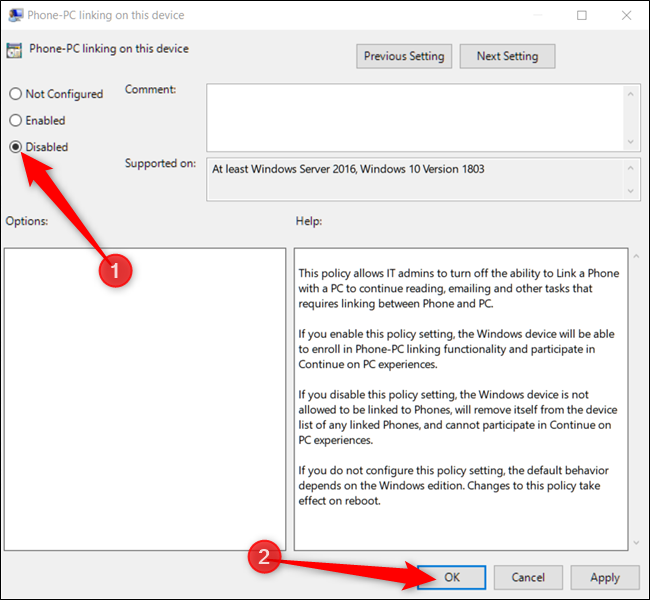 Phone-PC linking on this device
Phone-PC linking on this device
Previous Setting
Next Setting
Not Configured
Comment:
Enabled
Disabled
Supported on:
At least Windows Server 2016, Windows 10 Version 1803
Options:
Help:
This policy allows IT admins to turn off the ability to Link a Phone
with a PC to continue reading, emailing and other tasks that
requires linking between Phone and PC.
If you enable this policy setting, the Windows device will be able
to enroll in Phone-PC linking functionality and participate in
Continue on PC experiences.
If you disable this policy setting, the Windows device is not
allowed to be linked to Phones, will remove itself from the device
list of any linked Phones, and cannot participate in Continue on
PC experiences.
If you do not configure this policy setting, the default behavior
depends on the Windows edition. Changes to this policy take
effect on reboot.
1
2
OK
Cancel
Apply